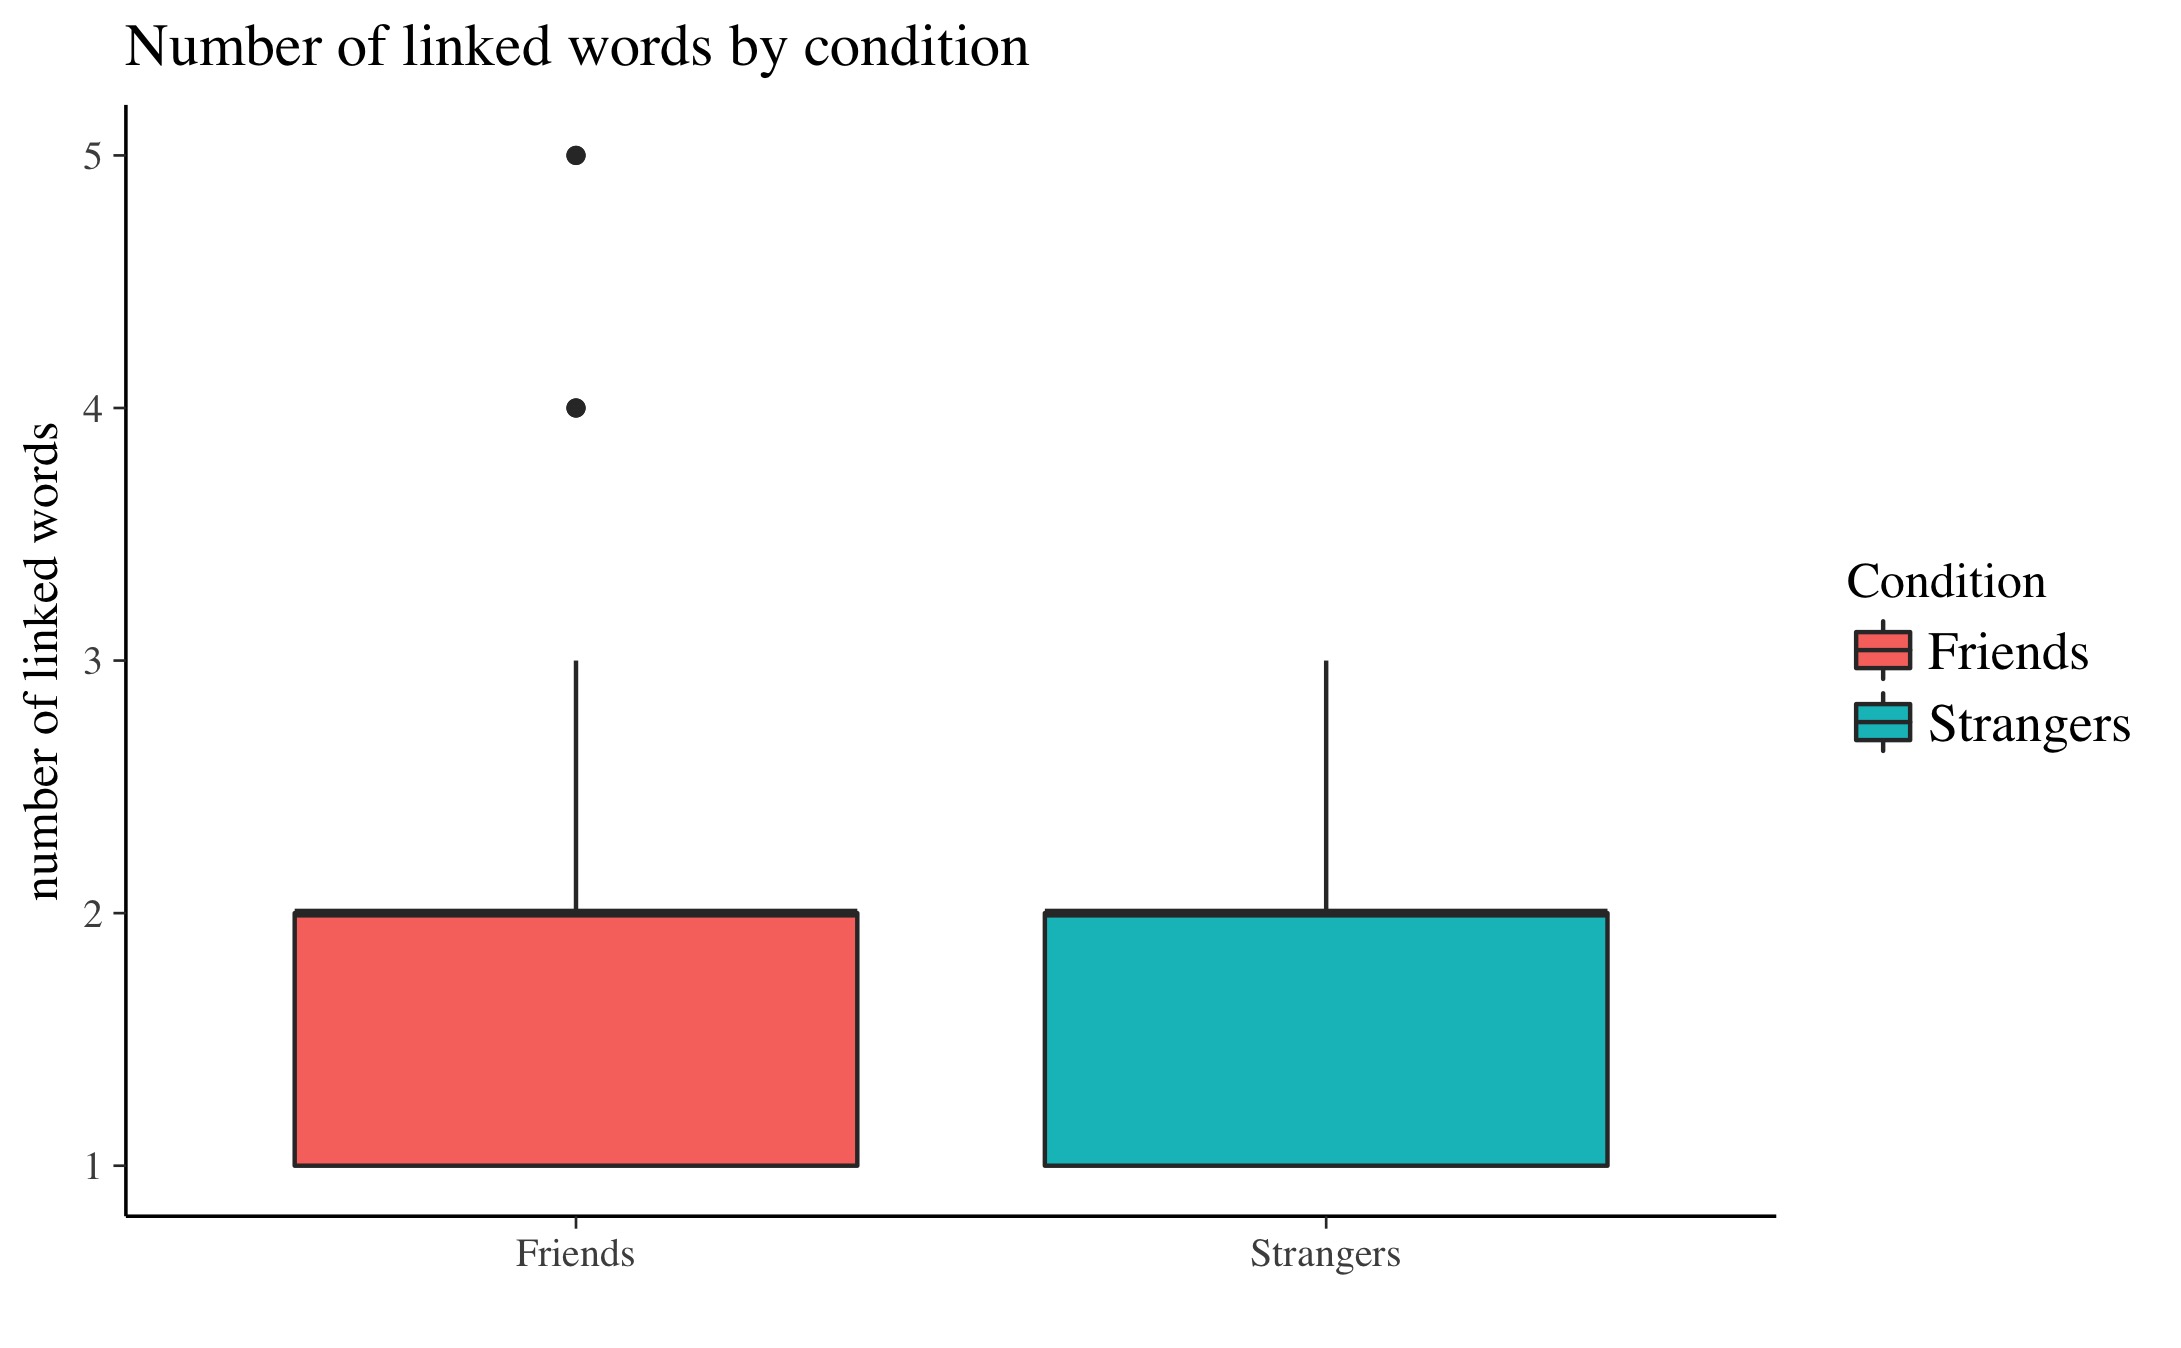 Number of linked words by condition
number of linked words
5
4
3
2
1
Friends
Strangers
Condition
Friends
Strangers